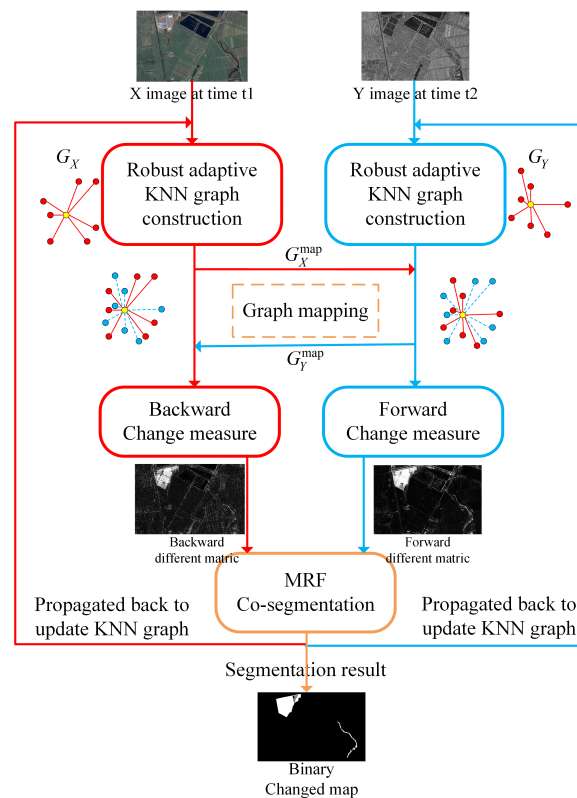 X image at time t1
Y image at time t2
G_X
Robust adaptive
KNN graph
construction
Robust adaptive
KNN graph
construction
G_Y
G_X^map
Graph mapping
G_Y^map
Backward
Change measure
Forward
Change measure
Backward
different matric
Forward
different matric
MRF
Co-segmentation
Propagated back to
update KNN graph
Propagated back to
update KNN graph
Segmentation result
Binary
Changed map